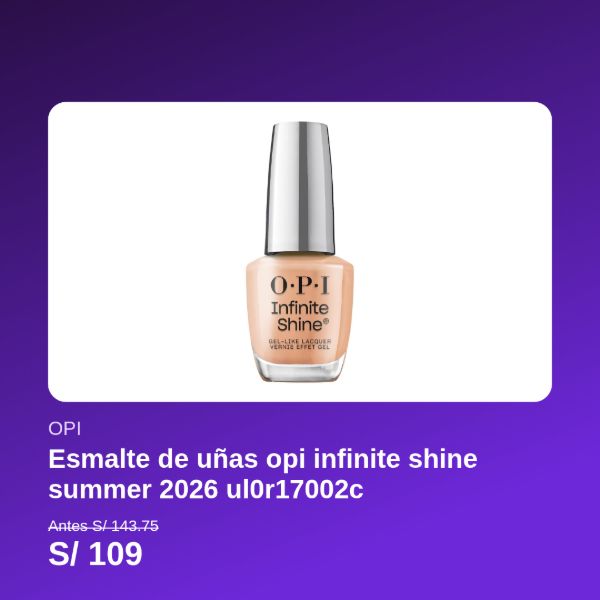 O·P·I
Infinite
Shine®
GEL-LIKE LACQUER
VERNIS EFFET GEL
OPI
Esmalte de uñas opi infinite shine
summer 2026 ul0r17002c
Antes S/ 143.75
S/ 109